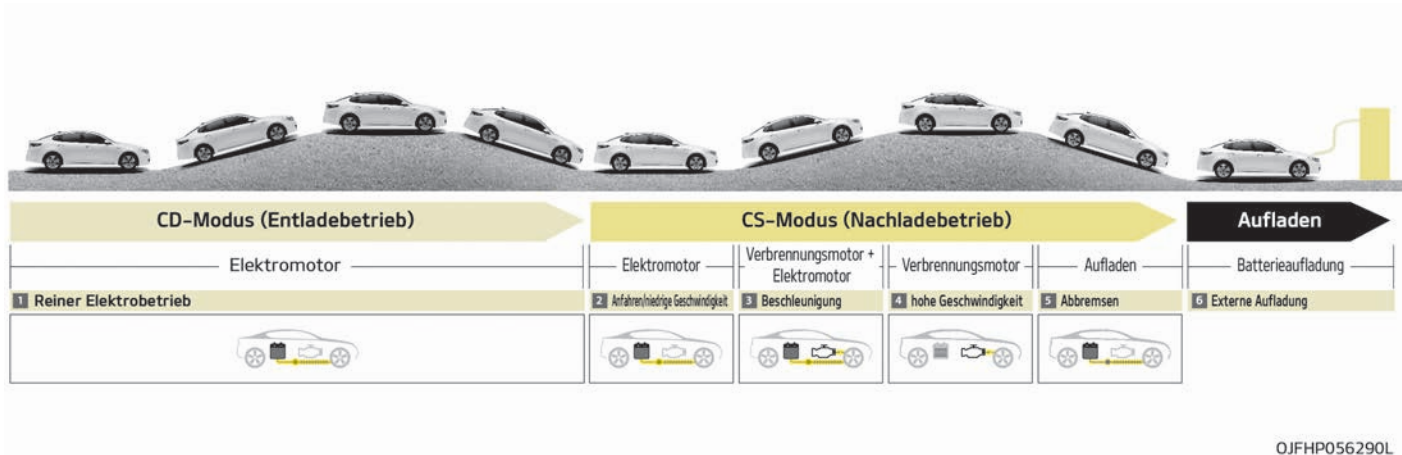 CD-Modus (Entladebetrieb)
CS-Modus (Nachladebetrieb)
Aufladen
Elektromotor
Elektromotor
Verbrennungsmotor +
Elektromotor
Verbrennungsmotor
Aufladen
Batterieaufladung
1 Reiner Elektrobetrieb
2 Anfahren/niedrige Geschwindigkeit
3 Beschleunigung
4 hohe Geschwindigkeit
5 Abbremsen
6 Externe Aufladung
OJFHP056290L